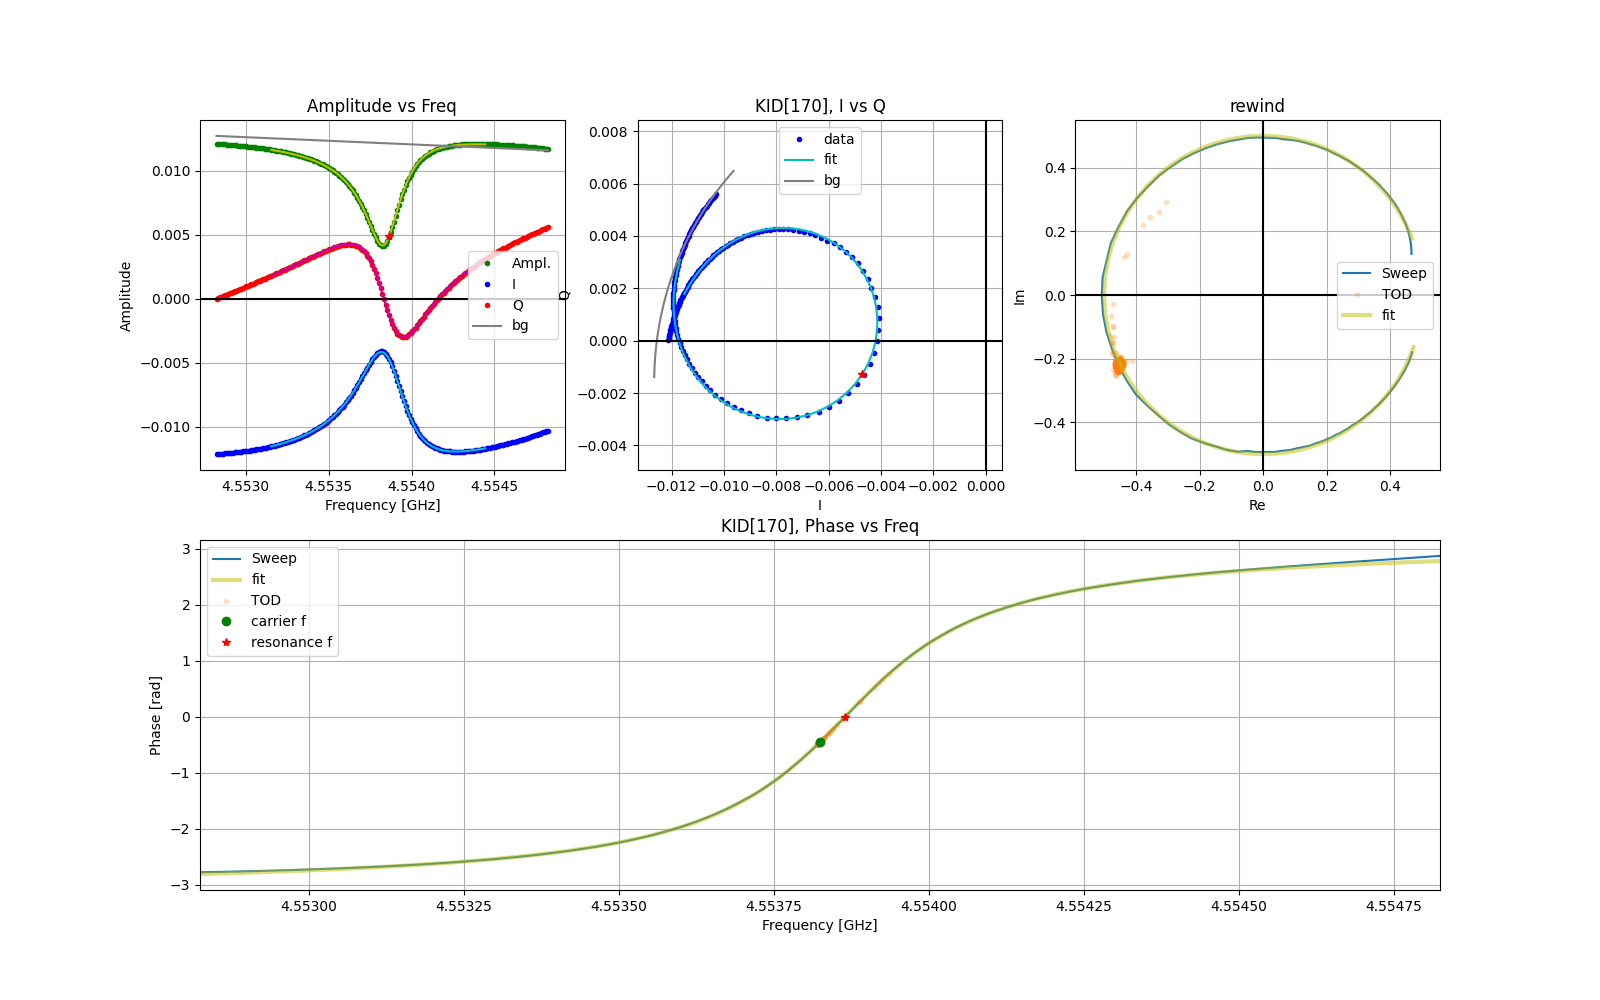 Amplitude vs Freq
Amplitude
0.010
0.005
0.000
−0.005
−0.010
Ampl.
I
Q
bg
4.5530 4.5535 4.5540 4.5545
Frequency [GHz]
KID[170], I vs Q
Q
0.008
0.006
0.004
0.002
0.000
−0.002
−0.004
data
fit
bg
−0.012 −0.010 −0.008 −0.006 −0.004 −0.002 0.000
I
rewind
Im
0.4
0.2
0.0
−0.2
−0.4
Sweep
TOD
fit
−0.4 −0.2 0.0 0.2 0.4
Re
KID[170], Phase vs Freq
Phase [rad]
3
2
1
0
−1
−2
−3
Sweep
fit
TOD
carrier f
resonance f
4.55300 4.55325 4.55350 4.55375 4.55400 4.55425 4.55450 4.55475
Frequency [GHz]